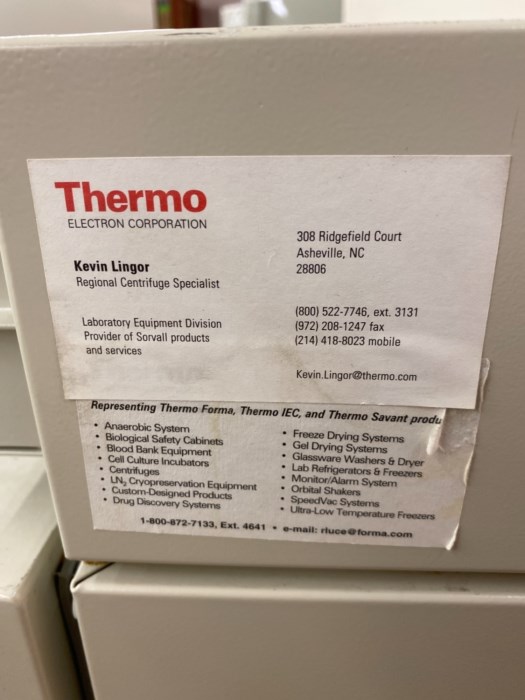 Thermo
ELECTRON CORPORATION
Kevin Lingor
Regional Centrifuge Specialist
Laboratory Equipment Division
Provider of Sorvall products
and services
308 Ridgefield Court
Asheville, NC
28806
(800) 522-7746, ext. 3131
(972) 208-1247 fax
(214) 418-8023 mobile
Kevin.Lingor@thermo.com
Representing Thermo Forma, Thermo IEC, and Thermo Savant produ
• Anaerobic System
• Biological Safety Cabinets
• Blood Bank Equipment
• Cell Culture Incubators
• Centrifuges
• LN₂ Cryopreservation Equipment
• Custom-Designed Products
• Drug Discovery Systems
• Freeze Drying Systems
• Gel Drying Systems
• Glassware Washers & Dryer
• Lab Refrigerators & Freezers
• Monitor/Alarm System
• Orbital Shakers
• SpeedVac Systems
• Ultra-Low Temperature Freezers
1-800-872-7133, Ext. 4641 • e-mail: rluce@forma.com